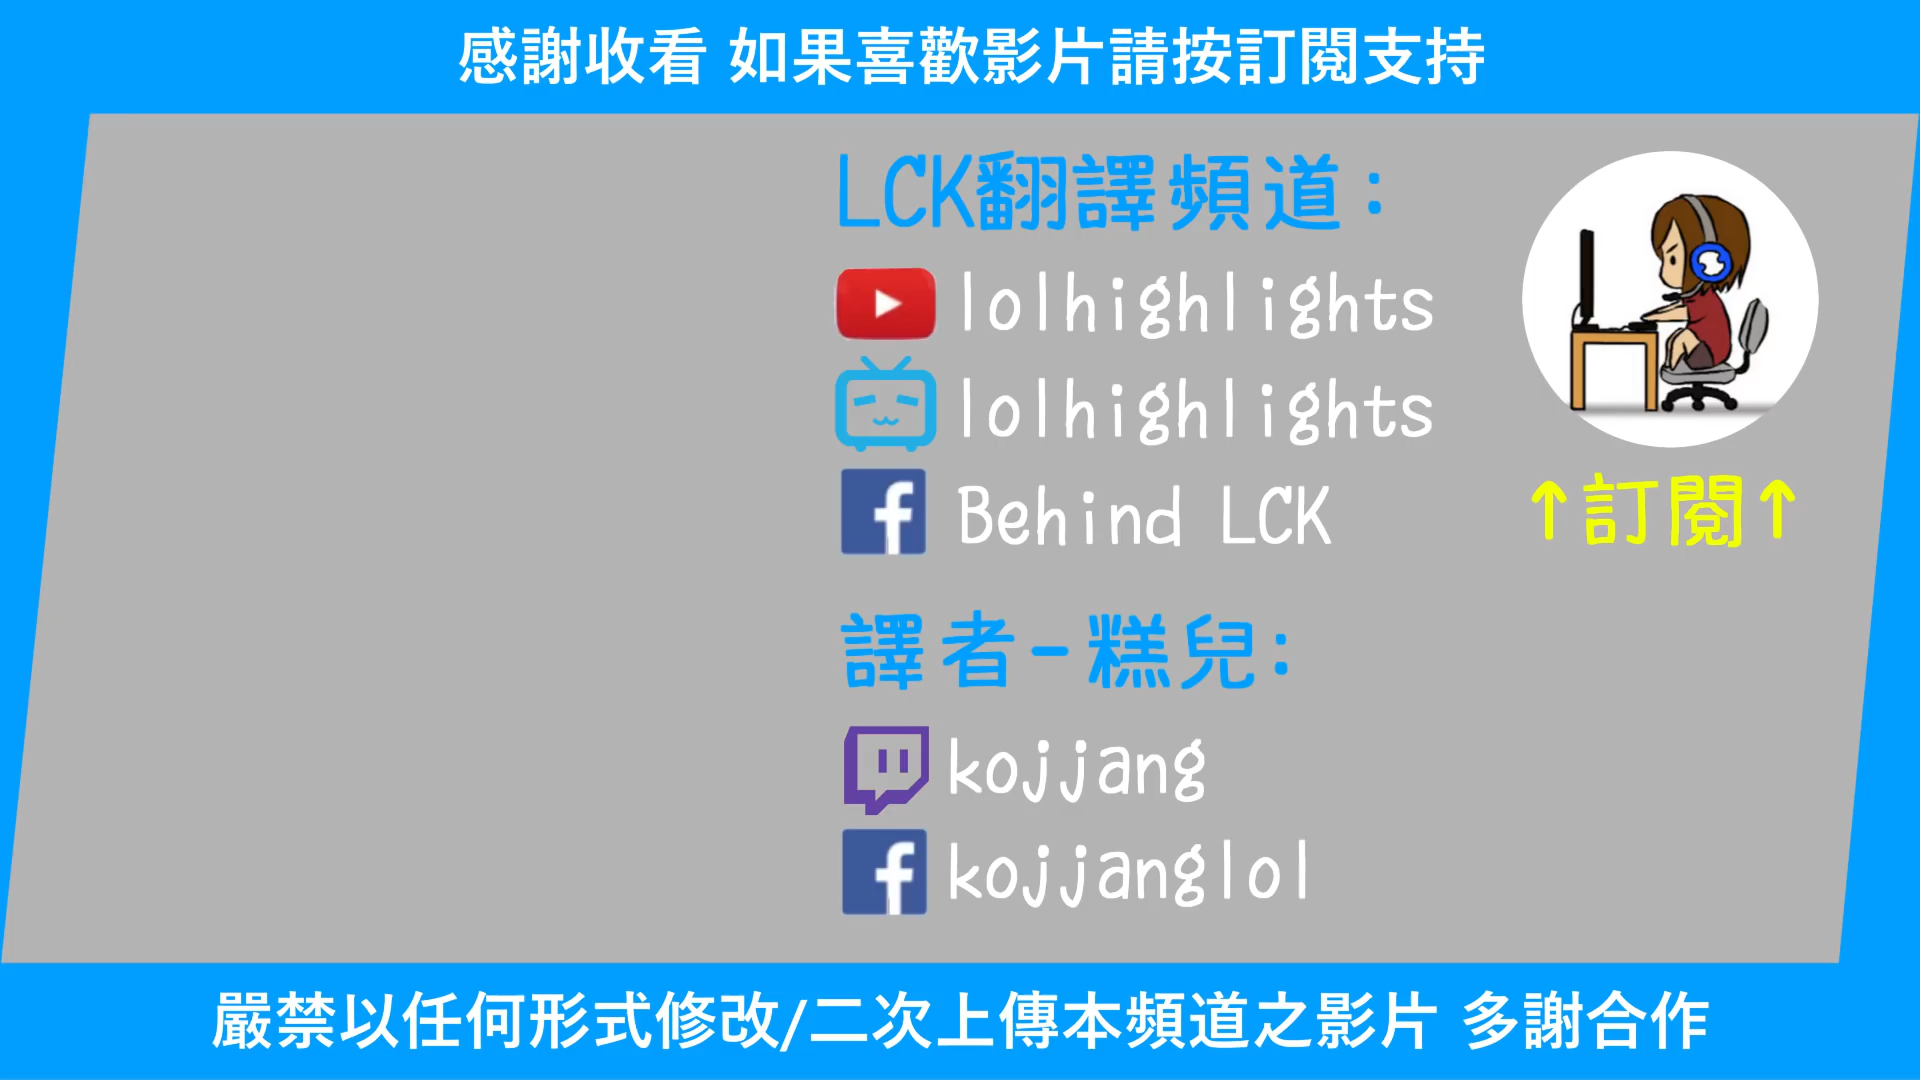 感謝收看 如果喜歡影片請按訂閱支持
LCK翻譯頻道:
lolhighlights
lolhighlights
Behind LCK
↑訂閱↑
譯者-糕兒:
kojjang
kojjanglol
嚴禁以任何形式修改/二次上傳本頻道之影片 多謝合作